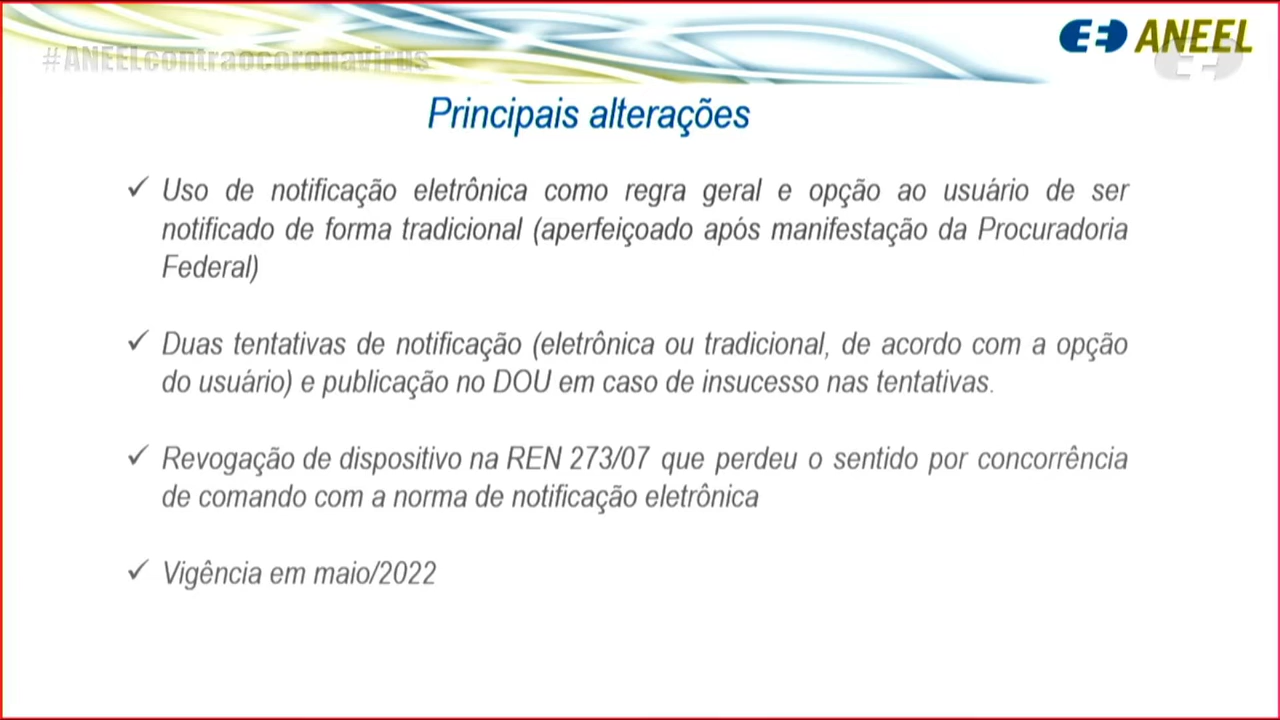 #ANEELcontraocoronavirus
ANEEL
Principais alterações
✓ Uso de notificação eletrônica como regra geral e opção ao usuário de ser
notificado de forma tradicional (aperfeiçoado após manifestação da Procuradoria
Federal)
✓ Duas tentativas de notificação (eletrônica ou tradicional, de acordo com a opção
do usuário) e publicação no DOU em caso de insucesso nas tentativas.
✓ Revogação de dispositivo na REN 273/07 que perdeu o sentido por concorrência
de comando com a norma de notificação eletrônica
✓ Vigência em maio/2022